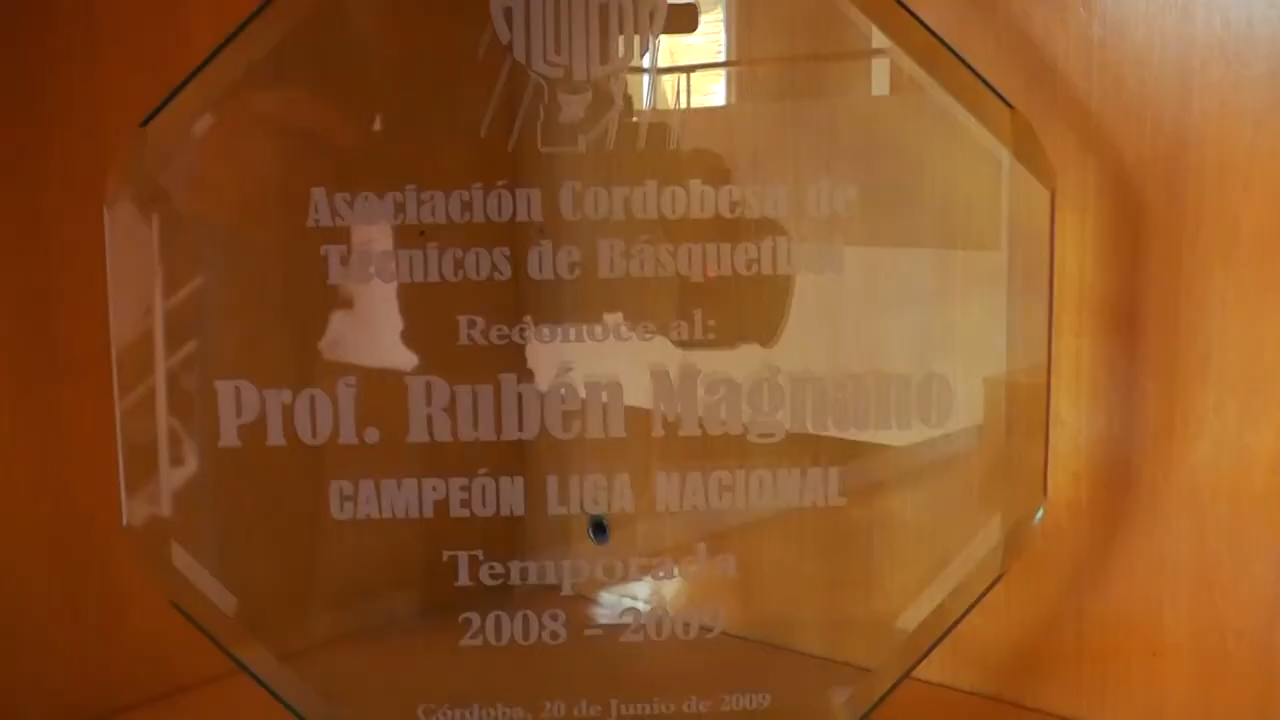 Asociación Cordobesa de
Técnicos de Básquetbol
Reconoce al:
Prof. Rubén Magnano
CAMPEÓN LIGA NACIONAL
Temporada
2008 - 2009
Córdoba, 20 de Junio de 2009